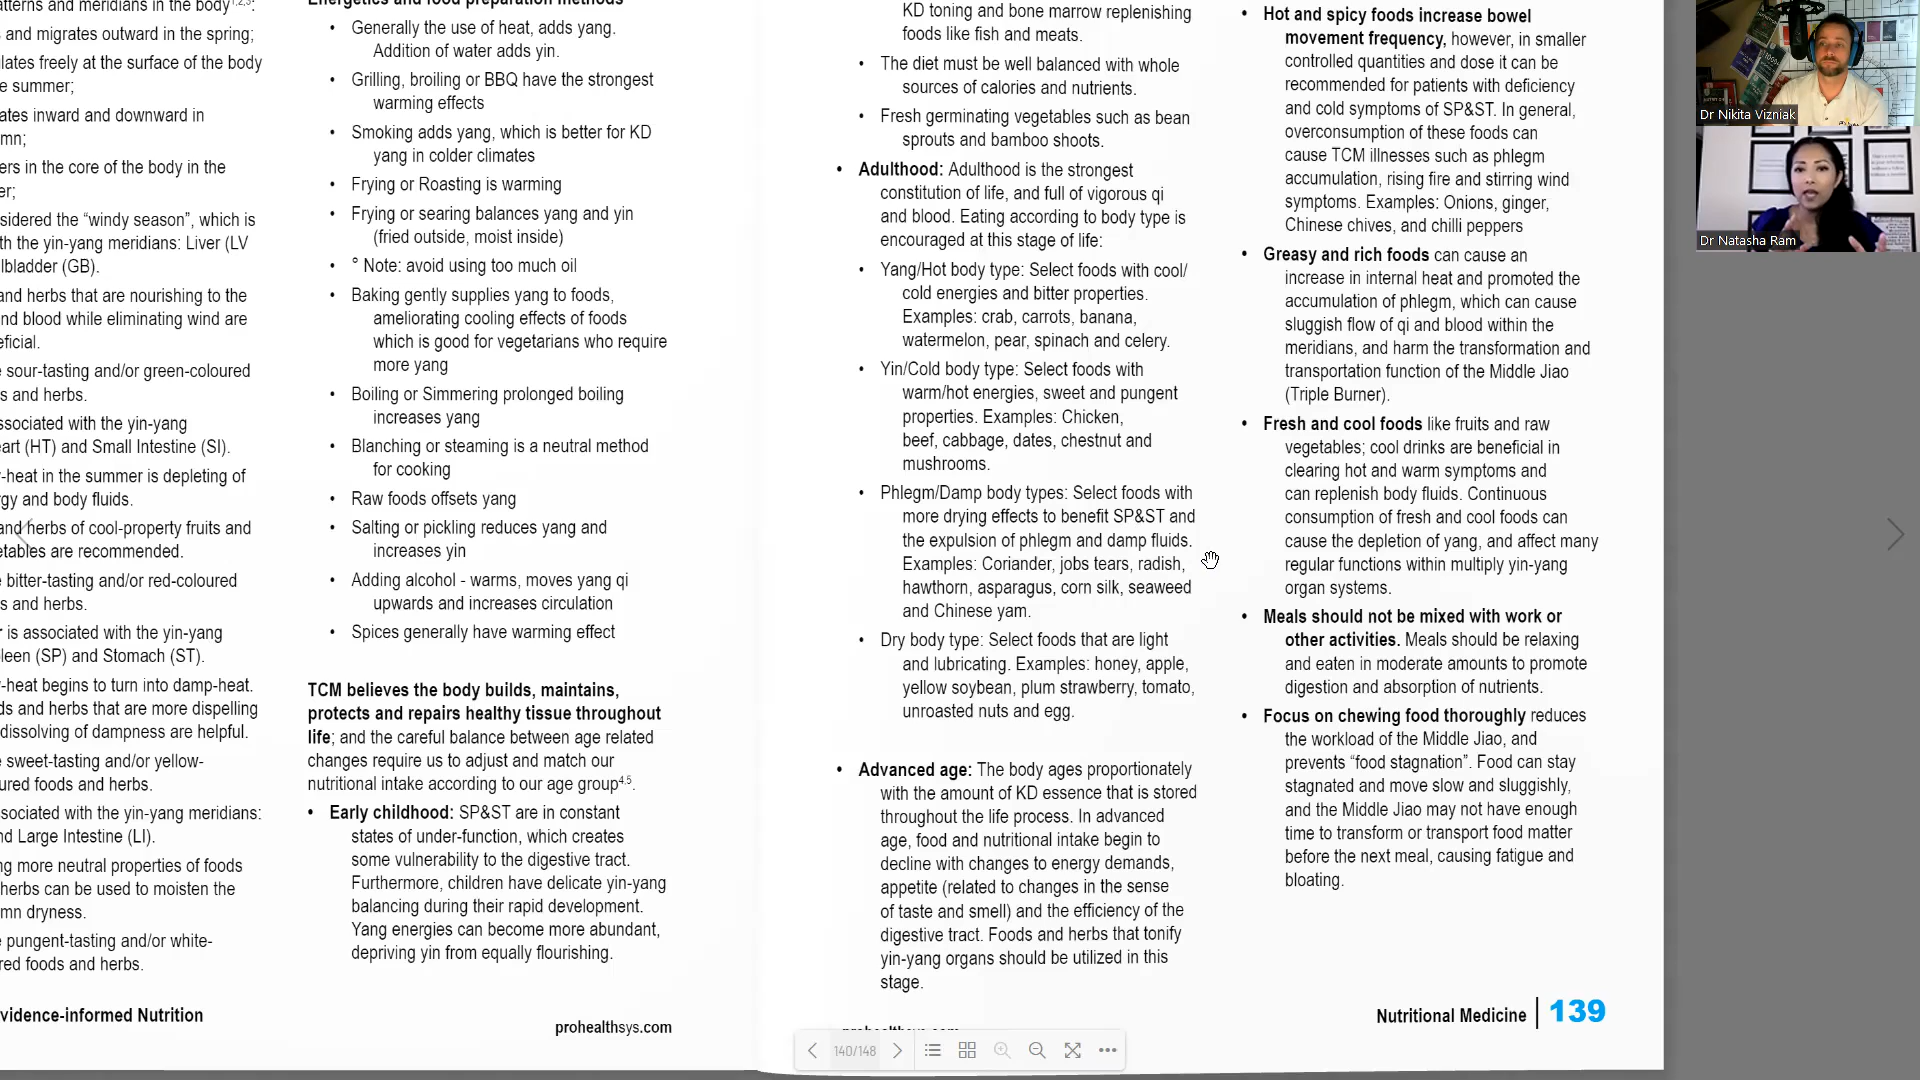 atterns and meridians in the body1,2,3:
s and migrates outward in the spring;
ulates freely at the surface of the body
e summer;
ates inward and downward in
mn;
ers in the core of the body in the
er;
nsidered the “windy season”, which is
th the yin-yang meridians: Liver (LV
llbladder (GB).
and herbs that are nourishing to the
nd blood while eliminating wind are
eficial.
e sour-tasting and/or green-coloured
s and herbs.
associated with the yin-yang
eart (HT) and Small Intestine (SI).
y-heat in the summer is depleting of
rgy and body fluids.
and herbs of cool-property fruits and
etables are recommended.
e bitter-tasting and/or red-coloured
s and herbs.
r is associated with the yin-yang
pleen (SP) and Stomach (ST).
y-heat begins to turn into damp-heat.
ds and herbs that are more dispelling
dissolving of dampness are helpful.
e sweet-tasting and/or yellow-
ured foods and herbs.
ssociated with the yin-yang meridians:
nd Large Intestine (LI).
ng more neutral properties of foods
herbs can be used to moisten the
mn dryness.
e pungent-tasting and/or white-
red foods and herbs.
vidence-informed Nutrition
Energetics and food preparation methods
• Generally the use of heat, adds yang.
Addition of water adds yin.
• Grilling, broiling or BBQ have the strongest
warming effects
• Smoking adds yang, which is better for KD
yang in colder climates
• Frying or Roasting is warming
• Frying or searing balances yang and yin
(fried outside, moist inside)
• ° Note: avoid using too much oil
• Baking gently supplies yang to foods,
ameliorating cooling effects of foods
which is good for vegetarians who require
more yang
• Boiling or Simmering prolonged boiling
increases yang
• Blanching or steaming is a neutral method
for cooking
• Raw foods offsets yang
• Salting or pickling reduces yang and
increases yin
• Adding alcohol - warms, moves yang qi
upwards and increases circulation
• Spices generally have warming effect
TCM believes the body builds, maintains,
protects and repairs healthy tissue throughout
life; and the careful balance between age related
changes require us to adjust and match our
nutritional intake according to our age group4,5.
• Early childhood: SP&ST are in constant
states of under-function, which creates
some vulnerability to the digestive tract.
Furthermore, children have delicate yin-yang
balancing during their rapid development.
Yang energies can become more abundant,
depriving yin from equally flourishing.
prohealthsys.com
KD toning and bone marrow replenishing
foods like fish and meats.
• The diet must be well balanced with whole
sources of calories and nutrients.
• Fresh germinating vegetables such as bean
sprouts and bamboo shoots.
• Adulthood: Adulthood is the strongest
constitution of life, and full of vigorous qi
and blood. Eating according to body type is
encouraged at this stage of life:
• Yang/Hot body type: Select foods with cool/
cold energies and bitter properties.
Examples: crab, carrots, banana,
watermelon, pear, spinach and celery.
• Yin/Cold body type: Select foods with
warm/hot energies, sweet and pungent
properties. Examples: Chicken,
beef, cabbage, dates, chestnut and
mushrooms.
• Phlegm/Damp body types: Select foods with
more drying effects to benefit SP&ST and
the expulsion of phlegm and damp fluids.
Examples: Coriander, jobs tears, radish,
hawthorn, asparagus, corn silk, seaweed
and Chinese yam.
• Dry body type: Select foods that are light
and lubricating. Examples: honey, apple,
yellow soybean, plum strawberry, tomato,
unroasted nuts and egg.
• Advanced age: The body ages proportionately
with the amount of KD essence that is stored
throughout the life process. In advanced
age, food and nutritional intake begin to
decline with changes to energy demands,
appetite (related to changes in the sense
of taste and smell) and the efficiency of the
digestive tract. Foods and herbs that tonify
yin-yang organs should be utilized in this
stage.
prohealthsys.com
• Hot and spicy foods increase bowel
movement frequency, however, in smaller
controlled quantities and dose it can be
recommended for patients with deficiency
and cold symptoms of SP&ST. In general,
overconsumption of these foods can
cause TCM illnesses such as phlegm
accumulation, rising fire and stirring wind
symptoms. Examples: Onions, ginger,
Chinese chives, and chilli peppers
• Greasy and rich foods can cause an
increase in internal heat and promoted the
accumulation of phlegm, which can cause
sluggish flow of qi and blood within the
meridians, and harm the transformation and
transportation function of the Middle Jiao
(Triple Burner).
• Fresh and cool foods like fruits and raw
vegetables; cool drinks are beneficial in
clearing hot and warm symptoms and
can replenish body fluids. Continuous
consumption of fresh and cool foods can
cause the depletion of yang, and affect many
regular functions within multiply yin-yang
organ systems.
• Meals should not be mixed with work or
other activities. Meals should be relaxing
and eaten in moderate amounts to promote
digestion and absorption of nutrients.
• Focus on chewing food thoroughly reduces
the workload of the Middle Jiao, and
prevents “food stagnation”. Food can stay
stagnated and move slow and sluggishly,
and the Middle Jiao may not have enough
time to transform or transport food matter
before the next meal, causing fatigue and
bloating.
Nutritional Medicine | 139
140/148
Dr Nikita Vizniak
Dr Natasha Ram